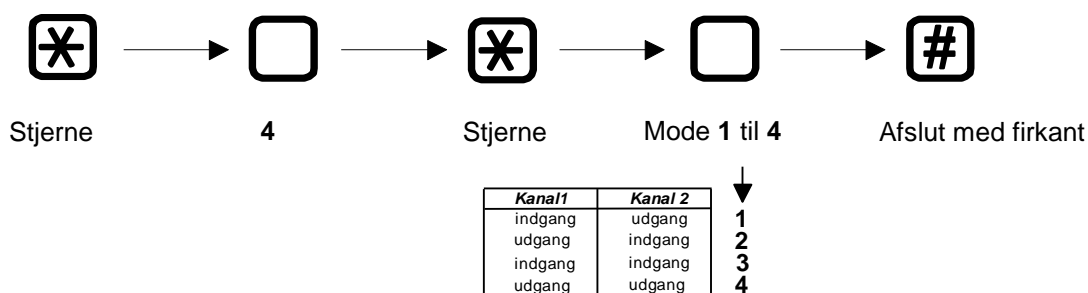 * * #
Stjerne 4 Stjerne Mode 1 til 4 Afslut med firkant
Kanal1 Kanal 2
indgang udgang 1
udgang indgang 2
indgang indgang 3
udgang udgang 4